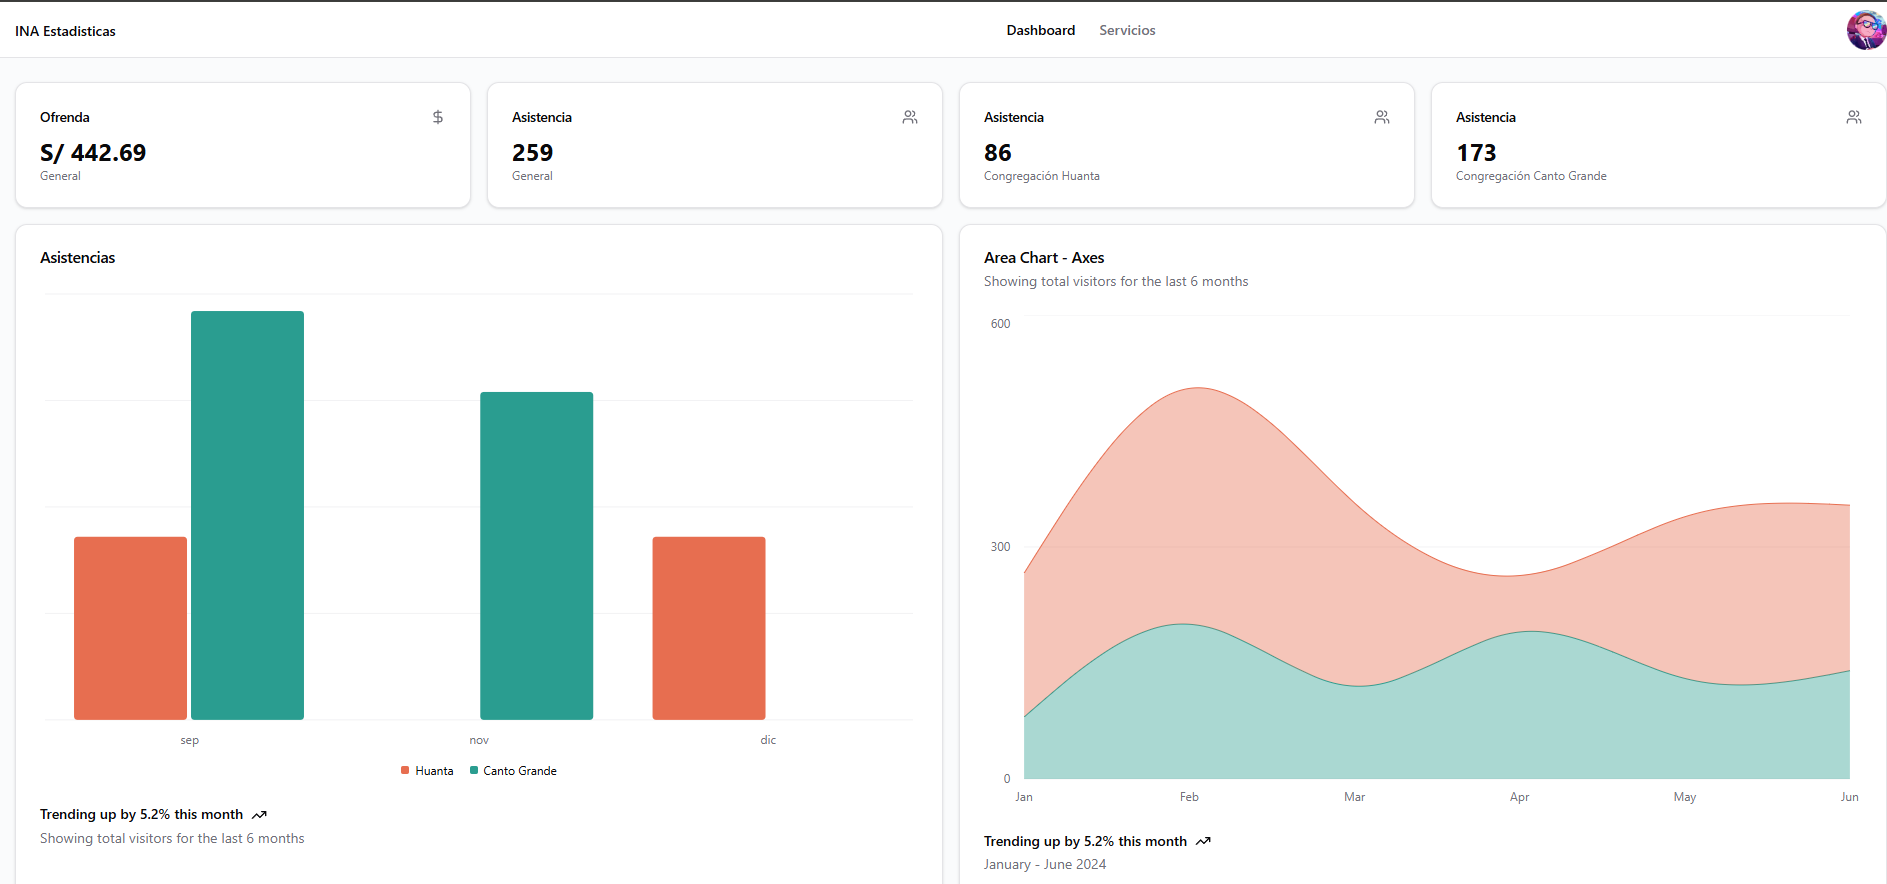 INA Estadisticas
Dashboard
Servicios
Ofrenda
S/ 442.69
General
Asistencia
259
General
Asistencia
86
Congregación Huanta
Asistencia
173
Congregación Canto Grande
Asistencias
sep
nov
dic
Huanta
Canto Grande
Trending up by 5.2% this month
Showing total visitors for the last 6 months
Area Chart - Axes
Showing total visitors for the last 6 months
600
300
0
Jan
Feb
Mar
Apr
May
Jun
Trending up by 5.2% this month
January - June 2024